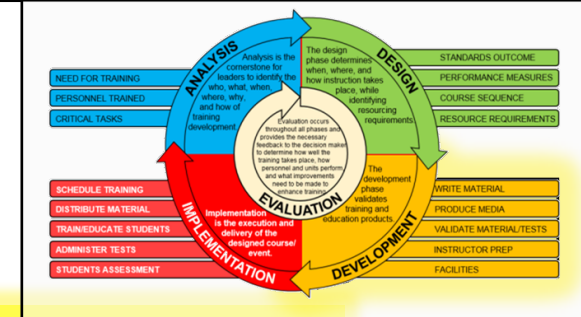 ANALYSIS
Analysis is the
cornerstone for
leaders to identify the
who, what, when,
where, why,
and how of
training
development.
NEED FOR TRAINING
PERSONNEL TRAINED
CRITICAL TASKS
DESIGN
The design
phase determines
when, where, and
how instruction takes
place, while
identifying
resourcing
requirements.
STANDARDS OUTCOME
PERFORMANCE MEASURES
COURSE SEQUENCE
RESOURCE REQUIREMENTS
Evaluation occurs
throughout all phases and
provides the necessary
feedback to the decision maker
to determine how well the
training takes place, how
personnel and units perform,
and what improvements
need to be made to
enhance training.
EVALUATION
SCHEDULE TRAINING
DISTRIBUTE MATERIAL
TRAIN/EDUCATE STUDENTS
ADMINISTER TESTS
STUDENTS ASSESSMENT
Implementation
is the execution and
delivery of the
designed course/
event.
IMPLEMENTATION
The
development
phase
validates
training and
education products.
DEVELOPMENT
WRITE MATERIAL
PRODUCE MEDIA
VALIDATE MATERIAL/TESTS
INSTRUCTOR PREP
FACILITIES